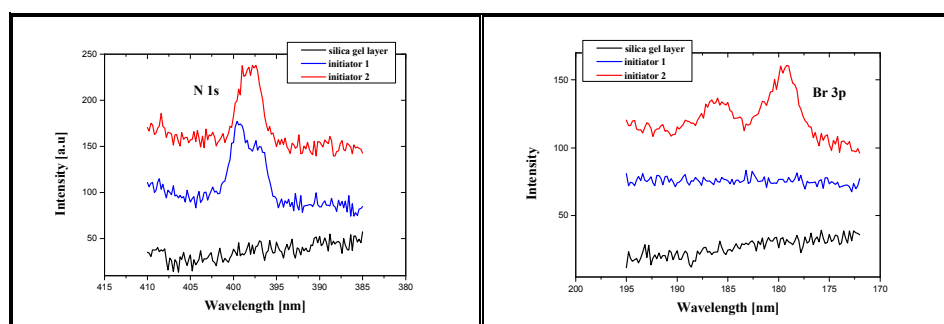 250
200
150
100
50
415
410
405
400
395
390
385
380
Intensity [a.u]
Wavelength [nm]
N 1s
silica gel layer
initiator 1
initiator 2
150
100
50
200
195
190
185
180
175
170
Intensity
Wavelength [nm]
Br 3p
silica gel layer
initiator 1
initiator 2